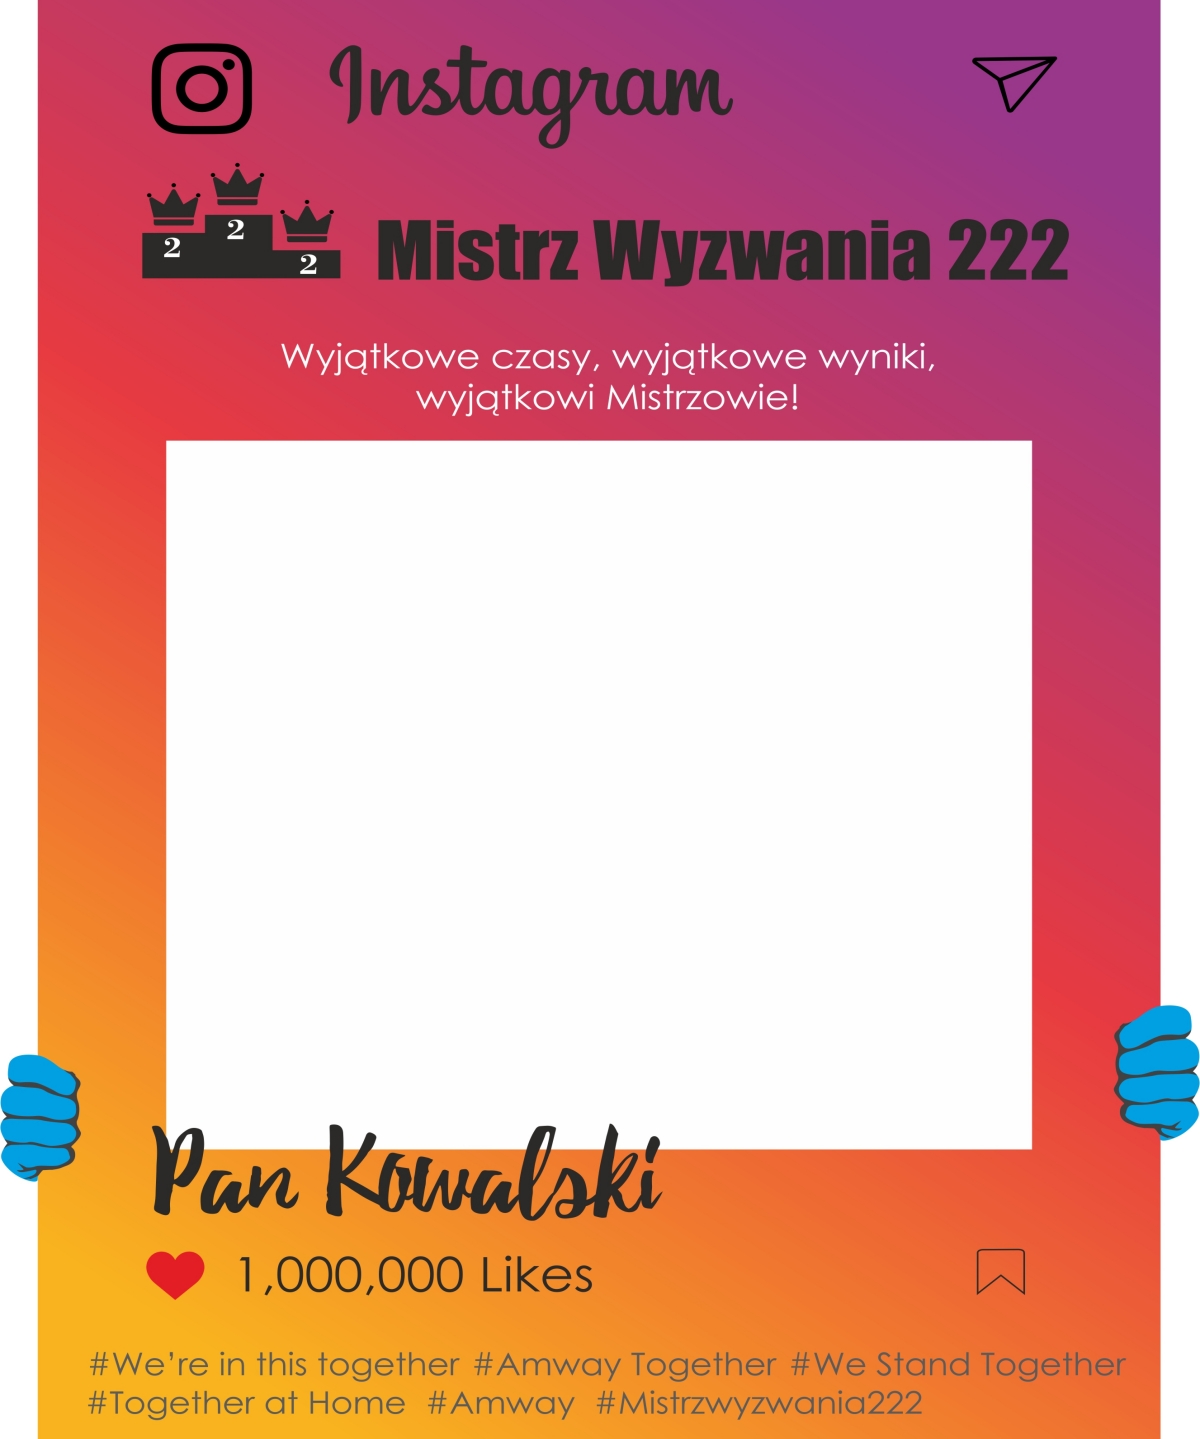 Instagram
2 2 2
Mistrz Wyzwania 222
Wyjątkowe czasy, wyjątkowe wyniki,
wyjątkowi Mistrzowie!
Pan Kowalski
1,000,000 Likes
#We’re in this together #Amway Together #We Stand Together
#Together at Home #Amway #Mistrzwyzwania222